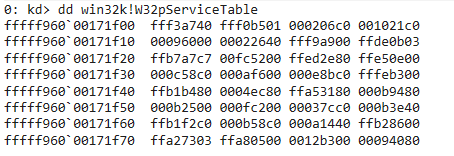 0: kd> dd win32k!W32pServiceTable
fffff960`00171f00  fff3a740 fff0b501 000206c0 001021c0
fffff960`00171f10  00096000 00022640 fff9a900 ffde0b03
fffff960`00171f20  ffb7a7c7 00fc5200 ffed2e80 ffe50e00
fffff960`00171f30  000c58c0 000af600 000e8bc0 fffeb300
fffff960`00171f40  ffb1b480 0004ec80 ffa53180 000b9480
fffff960`00171f50  000b2500 000fc200 00037cc0 000b3e40
fffff960`00171f60  ffb1f2c0 000b58c0 000a1440 ffb28600
fffff960`00171f70  ffa27303 ffa80500 0012b300 00094080